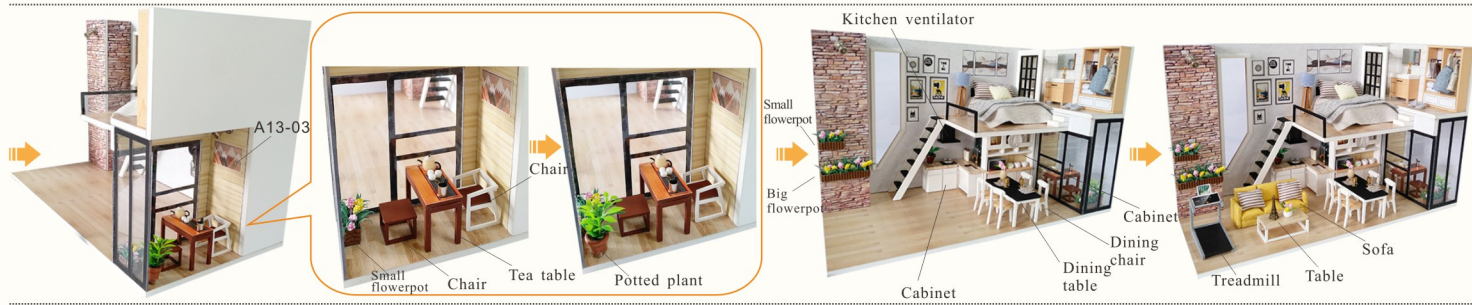 A13-03
Chair
Small
flowerpot
Chair
Tea table
Potted plant
Kitchen ventilator
Small
flowerpot
Big
flowerpot
Cabinet
Dining
chair
Dining
table
Cabinet
Sofa
Table
Treadmill